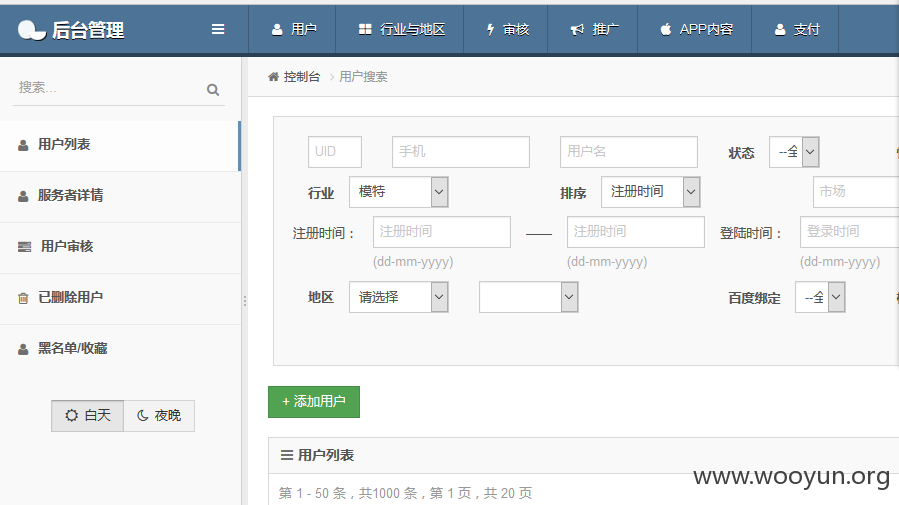 后台管理
用户
行业与地区
审核
推广
APP内容
支付
搜索...
控制台 > 用户搜索
用户列表
服务者详情
用户审核
已删除用户
黑名单/收藏
白天 夜晚
UID 手机 用户名 状态 --全
行业 模特 排序 注册时间 市场
注册时间： 注册时间 —— 注册时间 登陆时间： 登录时间
(dd-mm-yyyy) (dd-mm-yyyy) (dd-mm-yyyy)
地区 请选择 百度绑定 --全
+ 添加用户
用户列表
第 1 - 50 条，共1000 条，第 1 页，共 20 页
www.wooyun.org